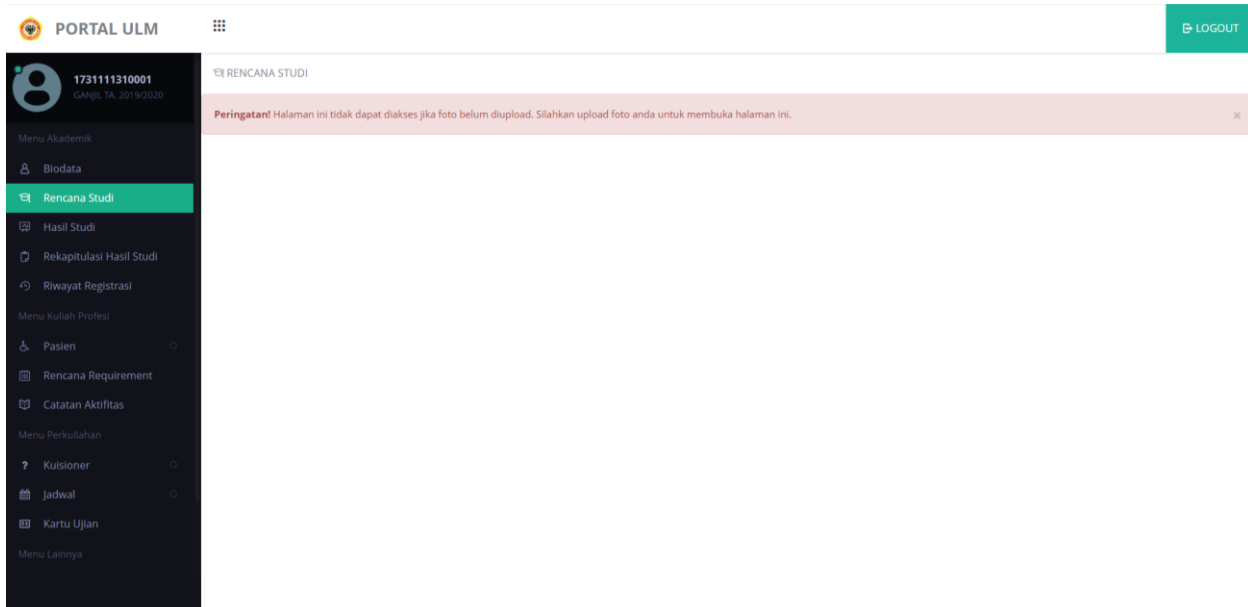 PORTAL ULM
LOGOUT
1731111310001
GANJIL TA. 2019/2020
RENCANA STUDI
Peringatan! Halaman ini tidak dapat diakses jika foto belum diupload. Silahkan upload foto anda untuk membuka halaman ini.
×
Menu Akademik
Biodata
Rencana Studi
Hasil Studi
Rekapitulasi Hasil Studi
Riwayat Registrasi
Menu Kuliah Profesi
Pasien
Rencana Requirement
Catatan Aktifitas
Menu Perkuliahan
? Kuisioner
Jadwal
Kartu Ujian
Menu Lainnya